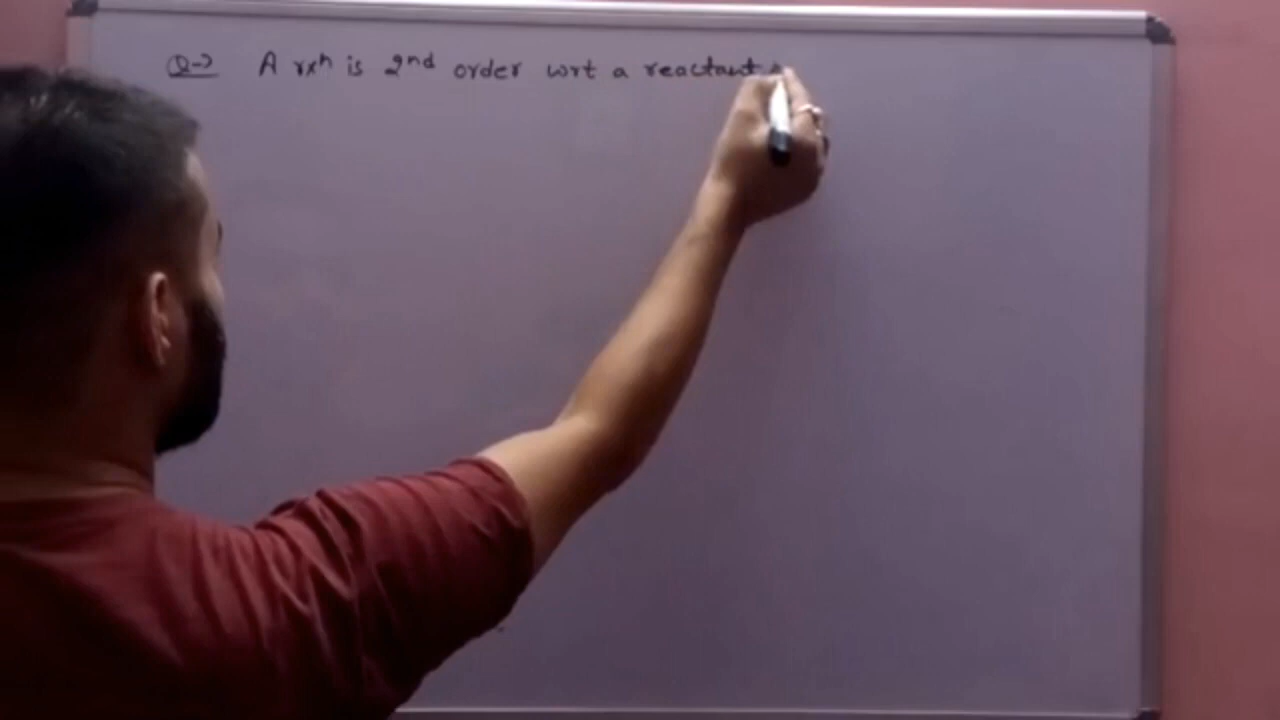 Q→ A rxⁿ is 2nd order wrt a reactant